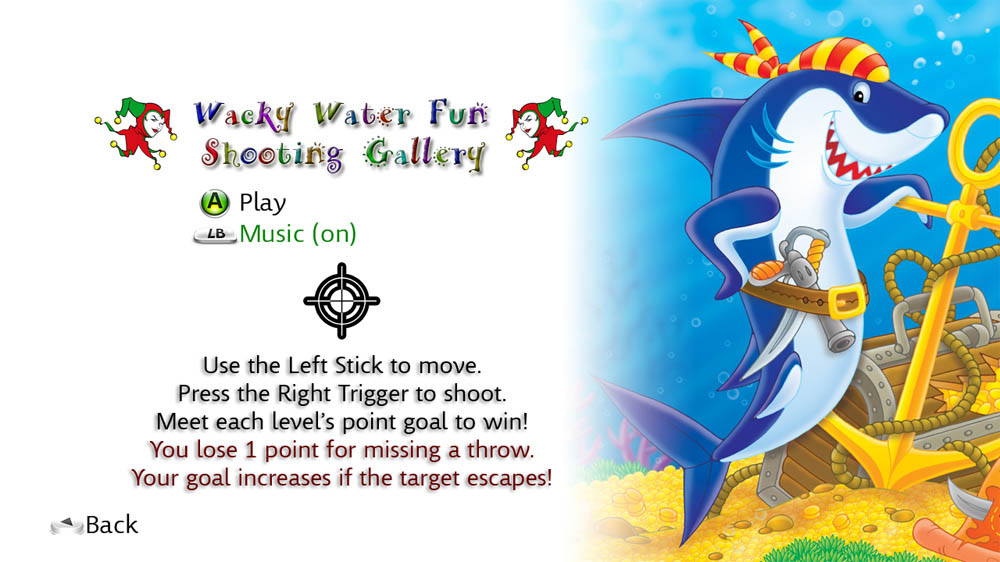 Wacky Water Fun
Shooting Gallery
A Play
LB Music (on)
Use the Left Stick to move.
Press the Right Trigger to shoot.
Meet each level's point goal to win!
You lose 1 point for missing a throw.
Your goal increases if the target escapes!
Back